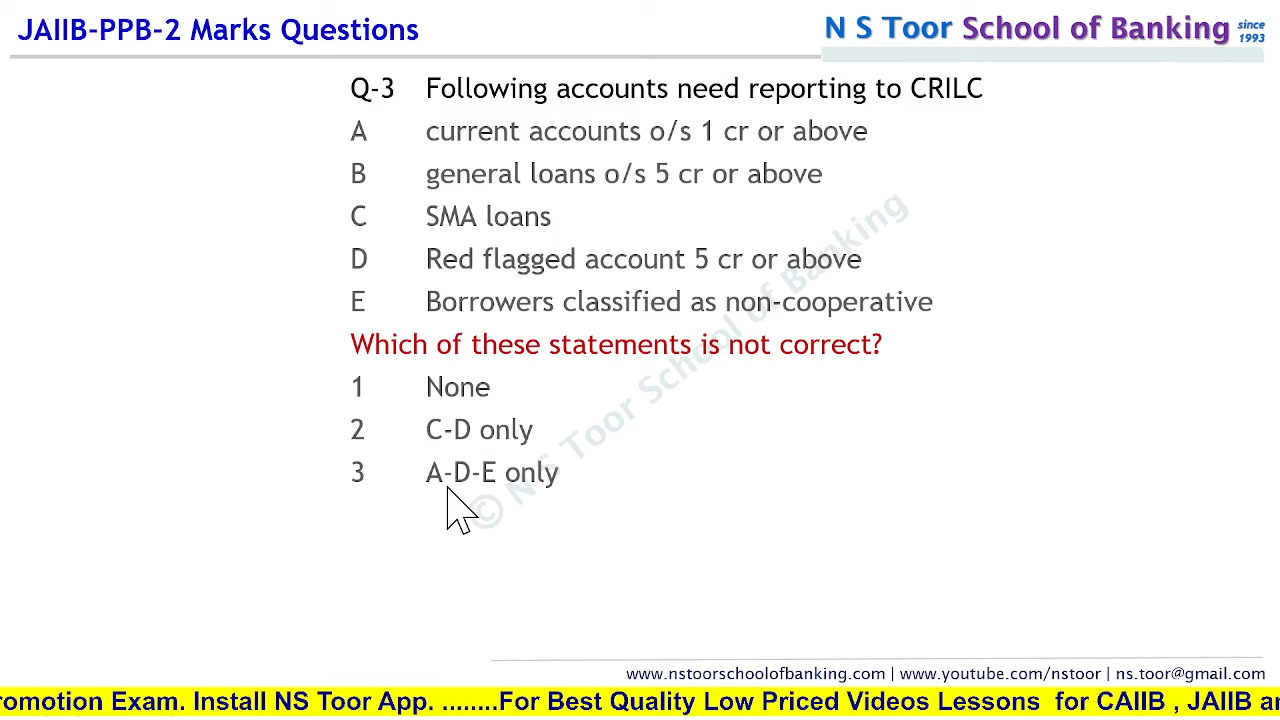 JAIIB-PPB-2 Marks Questions
N S Toor School of Banking since 1993
Q-3 Following accounts need reporting to CRILC
A current accounts o/s 1 cr or above
B general loans o/s 5 cr or above
C SMA loans
D Red flagged account 5 cr or above
E Borrowers classified as non-cooperative
Which of these statements is not correct?
1 None
2 C-D only
3 A-D-E only
© N S Toor School of Banking
www.nstoorschoolofbanking.com | www.youtube.com/nstoor | ns.toor@gmail.com
romotion Exam. Install NS Toor App. ........For Best Quality Low Priced Videos Lessons for CAIIB , JAIIB a